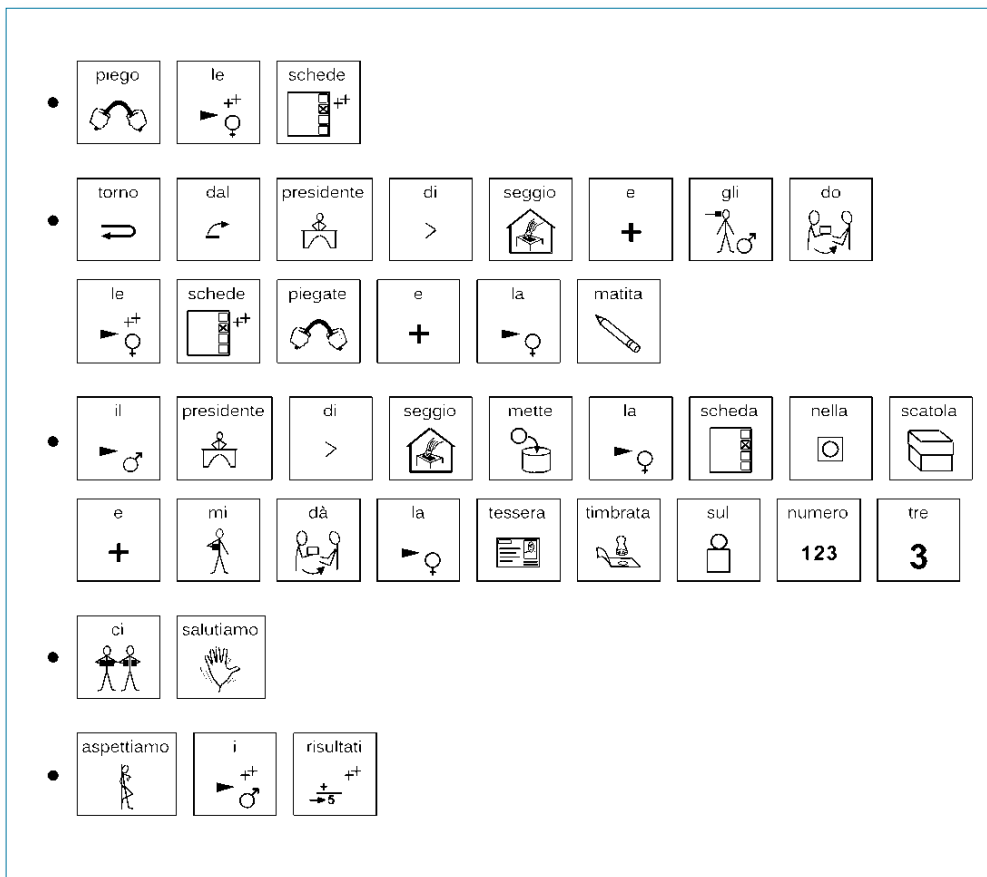 • piego le schede
• torno dal presidente di seggio e gli do
le schede piegate e la matita
• il presidente di seggio mette la scheda nella scatola
e mi dà la tessera timbrata sul numero tre
123 3
• ci salutiamo
• aspettiamo i risultati
5